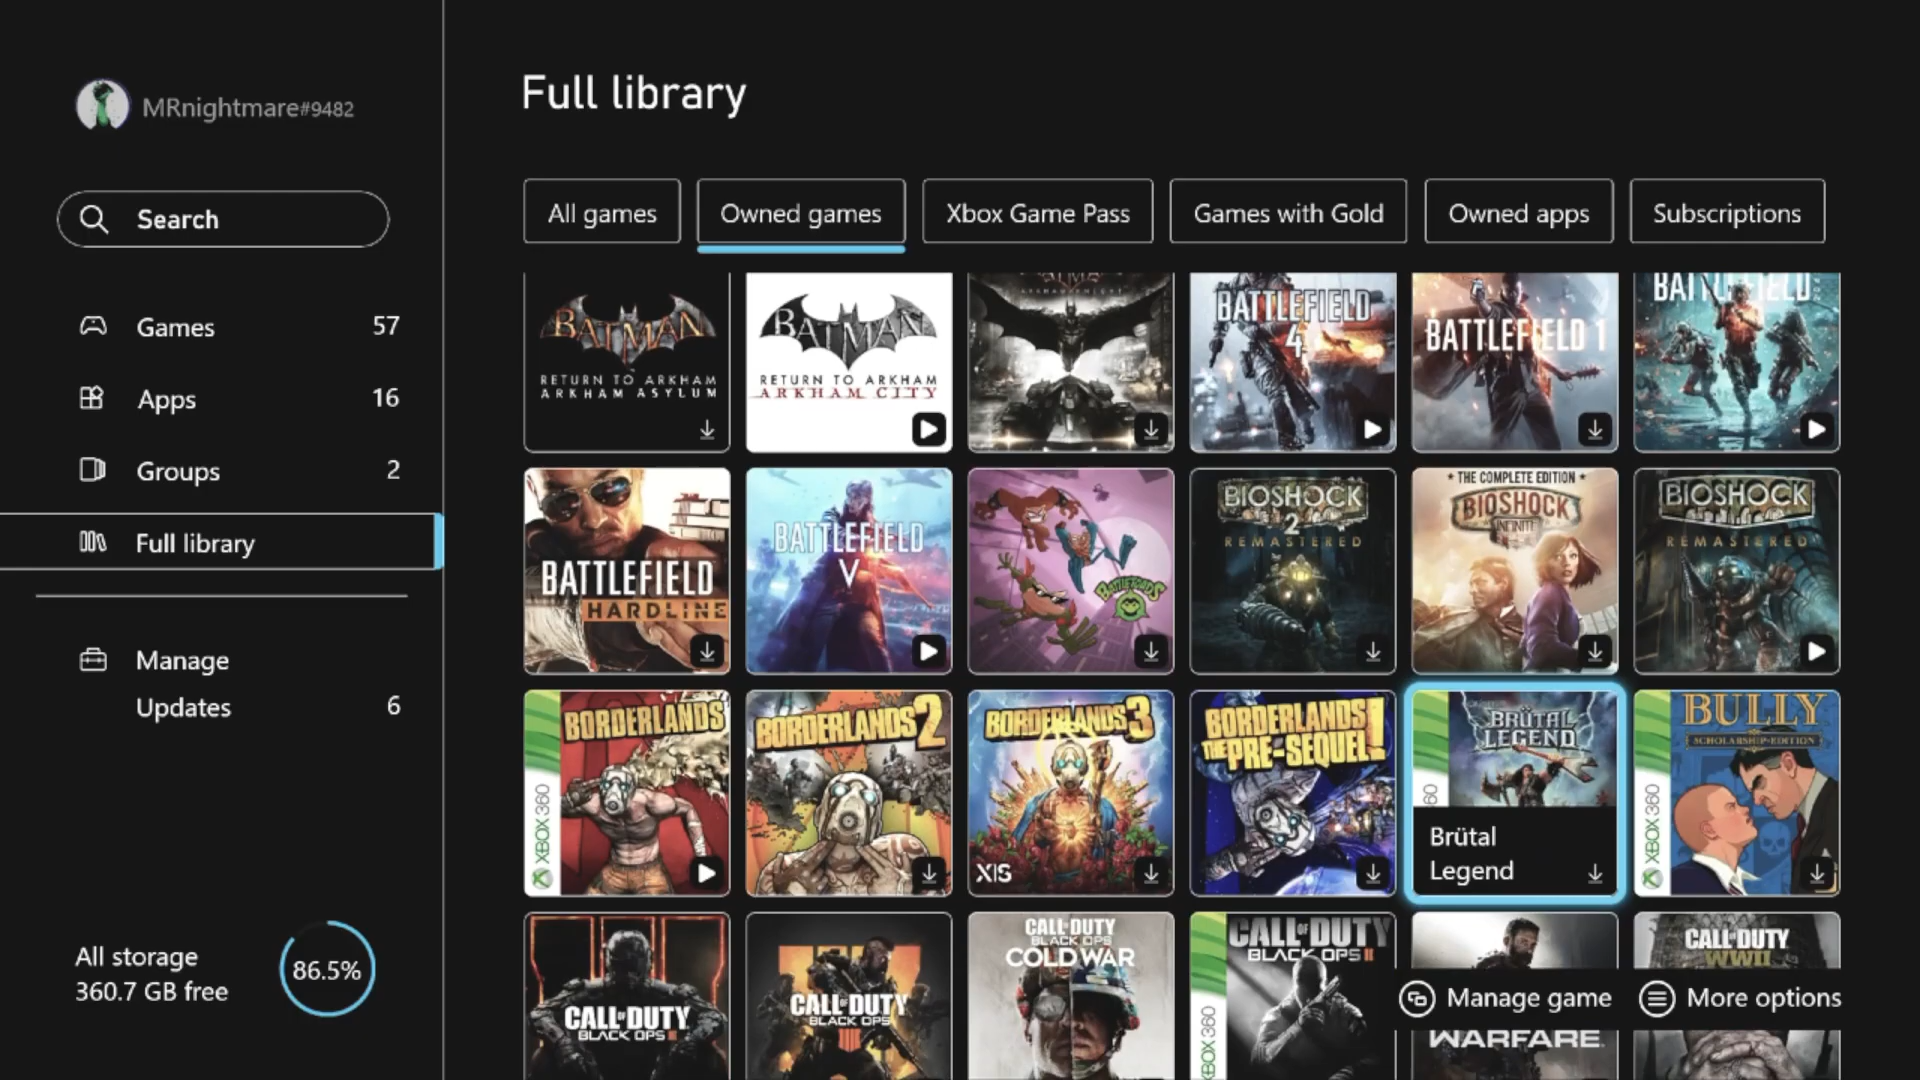 MRnightmare#9482
Search
Games 57
Apps 16
Groups 2
Full library
Manage
Updates 6
All storage
360.7 GB free
86.5%
Full library
All games
Owned games
Xbox Game Pass
Games with Gold
Owned apps
Subscriptions
BATMAN
RETURN TO ARKHAM
ARKHAM ASYLUM
BATMAN
RETURN TO ARKHAM
ARKHAM CITY
BATTLEFIELD
4
BATTLEFIELD 1
BATTLEFIELD
BATTLEFIELD
HARDLINE
BATTLEFIELD
V
BATTLETOADS
BIOSHOCK
2
REMASTERED
THE COMPLETE EDITION
BIOSHOCK
INFINITE
BIOSHOCK
REMASTERED
XBOX 360
BORDERLANDS
BORDERLANDS 2
BORDERLANDS 3
X|S
BORDERLANDS
THE PRE-SEQUEL!
BRÜTAL
LEGEND
Brütal
Legend
XBOX 360
BULLY
SCHOLARSHIP EDITION
CALL OF DUTY
BLACK OPS III
CALL OF DUTY
BLACK OPS
IIII
CALL OF DUTY
BLACK OPS
COLD WAR
XBOX 360
CALL OF DUTY
BLACK OPS II
WARFARE
CALL OF DUTY
WWII
Manage game
More options